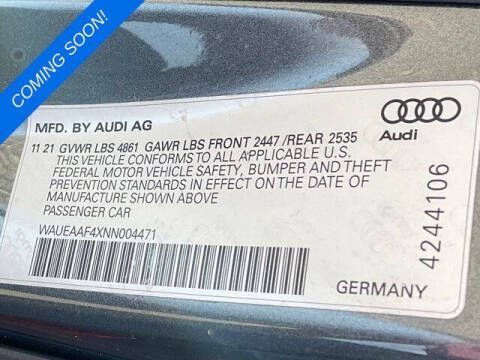 COMING SOON!
MFD. BY AUDI AG
11 21 GVWR LBS 4861 GAWR LBS FRONT 2447 /REAR 2535
THIS VEHICLE CONFORMS TO ALL APPLICABLE U.S.
FEDERAL MOTOR VEHICLE SAFETY, BUMPER AND THEFT
PREVENTION STANDARDS IN EFFECT ON THE DATE OF
MANUFACTURE SHOWN ABOVE
PASSENGER CAR
WAUEAAF4XNN004471
Audi
4244106
GERMANY